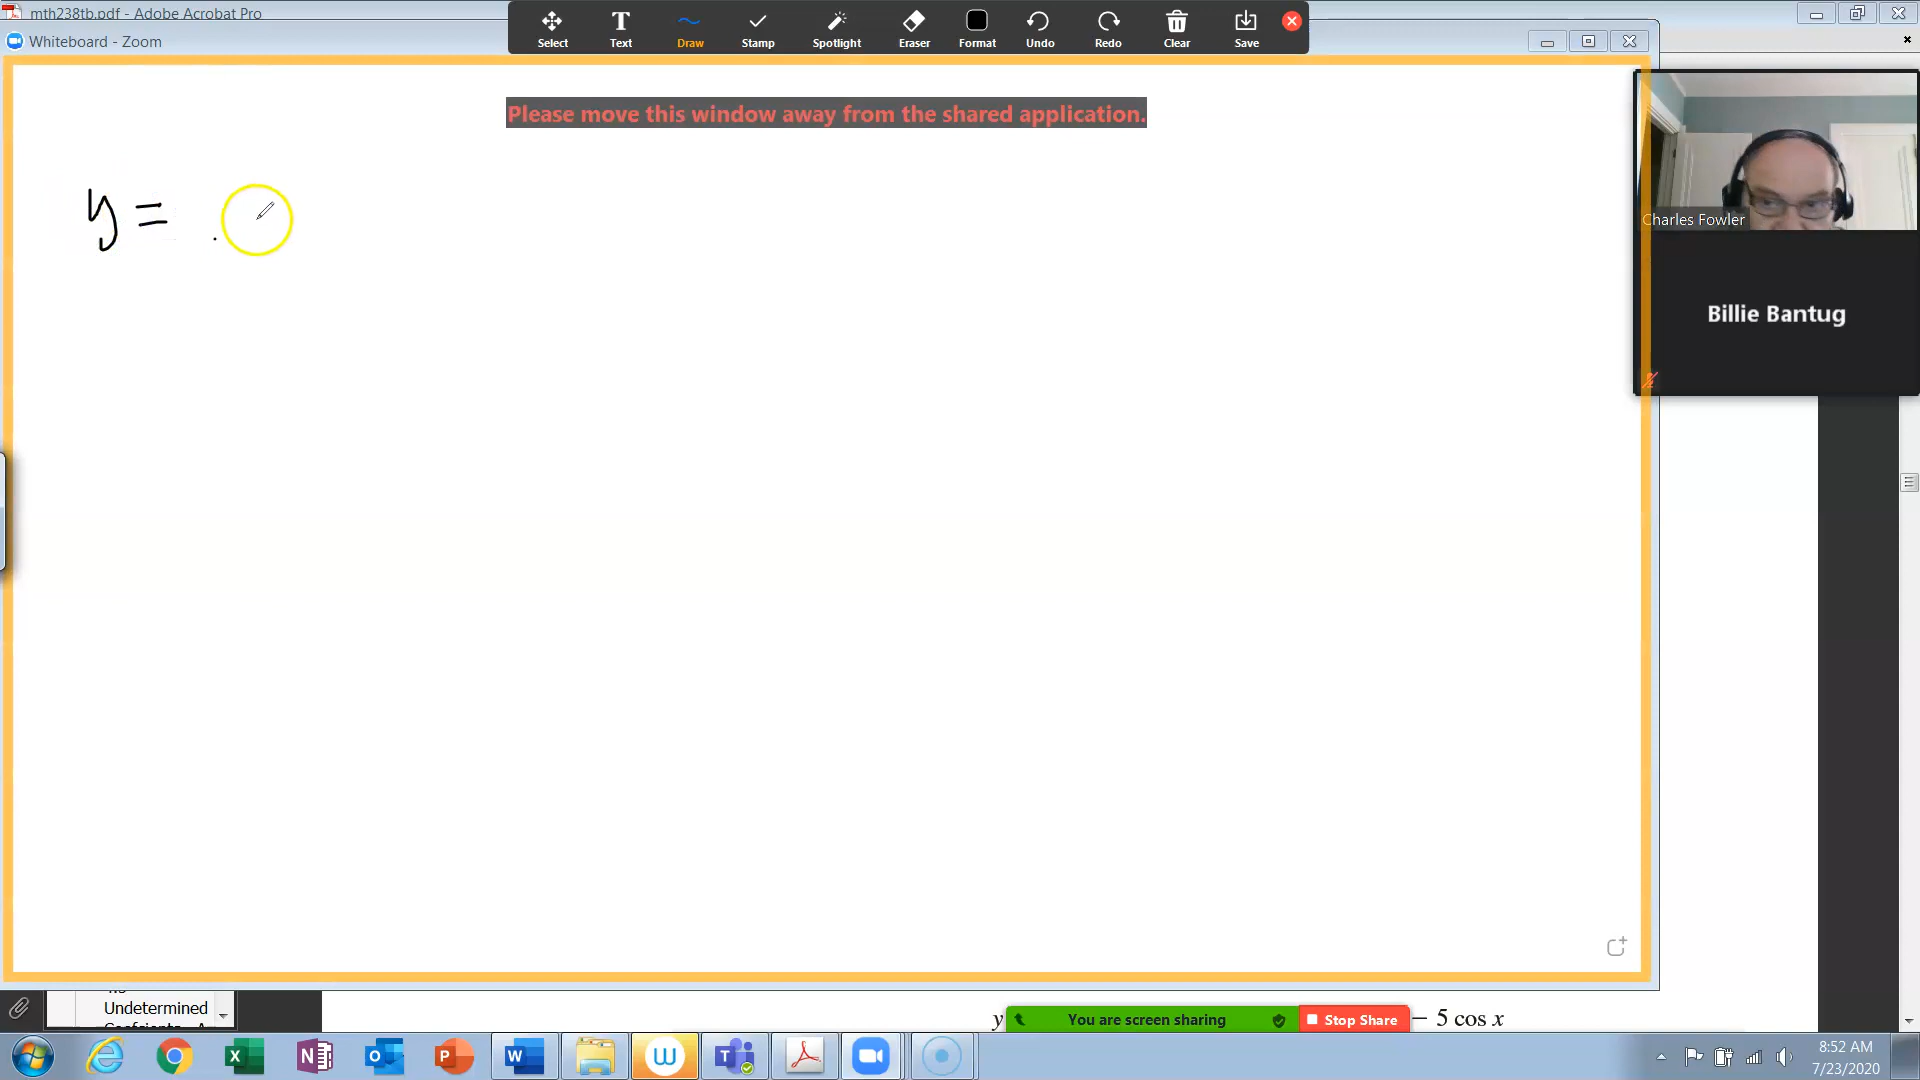 mth238tb.pdf - Adobe Acrobat Pro
Whiteboard - Zoom
Select
Text
Draw
Stamp
Spotlight
Eraser
Format
Undo
Redo
Clear
Save
Please move this window away from the shared application.
y = .
Charles Fowler
Billie Bantug
Undetermined
y
You are screen sharing
Stop Share
– 5 cos x
8:52 AM
7/23/2020